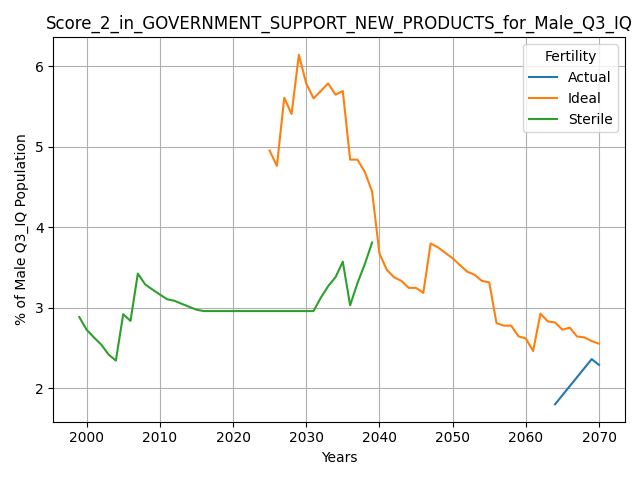 Score_2_in_GOVERNMENT_SUPPORT_NEW_PRODUCTS_for_Male_Q3_IQ
Fertility
Actual
Ideal
Sterile
% of Male Q3_IQ Population
6
5
4
3
2
2000 2010 2020 2030 2040 2050 2060 2070
Years